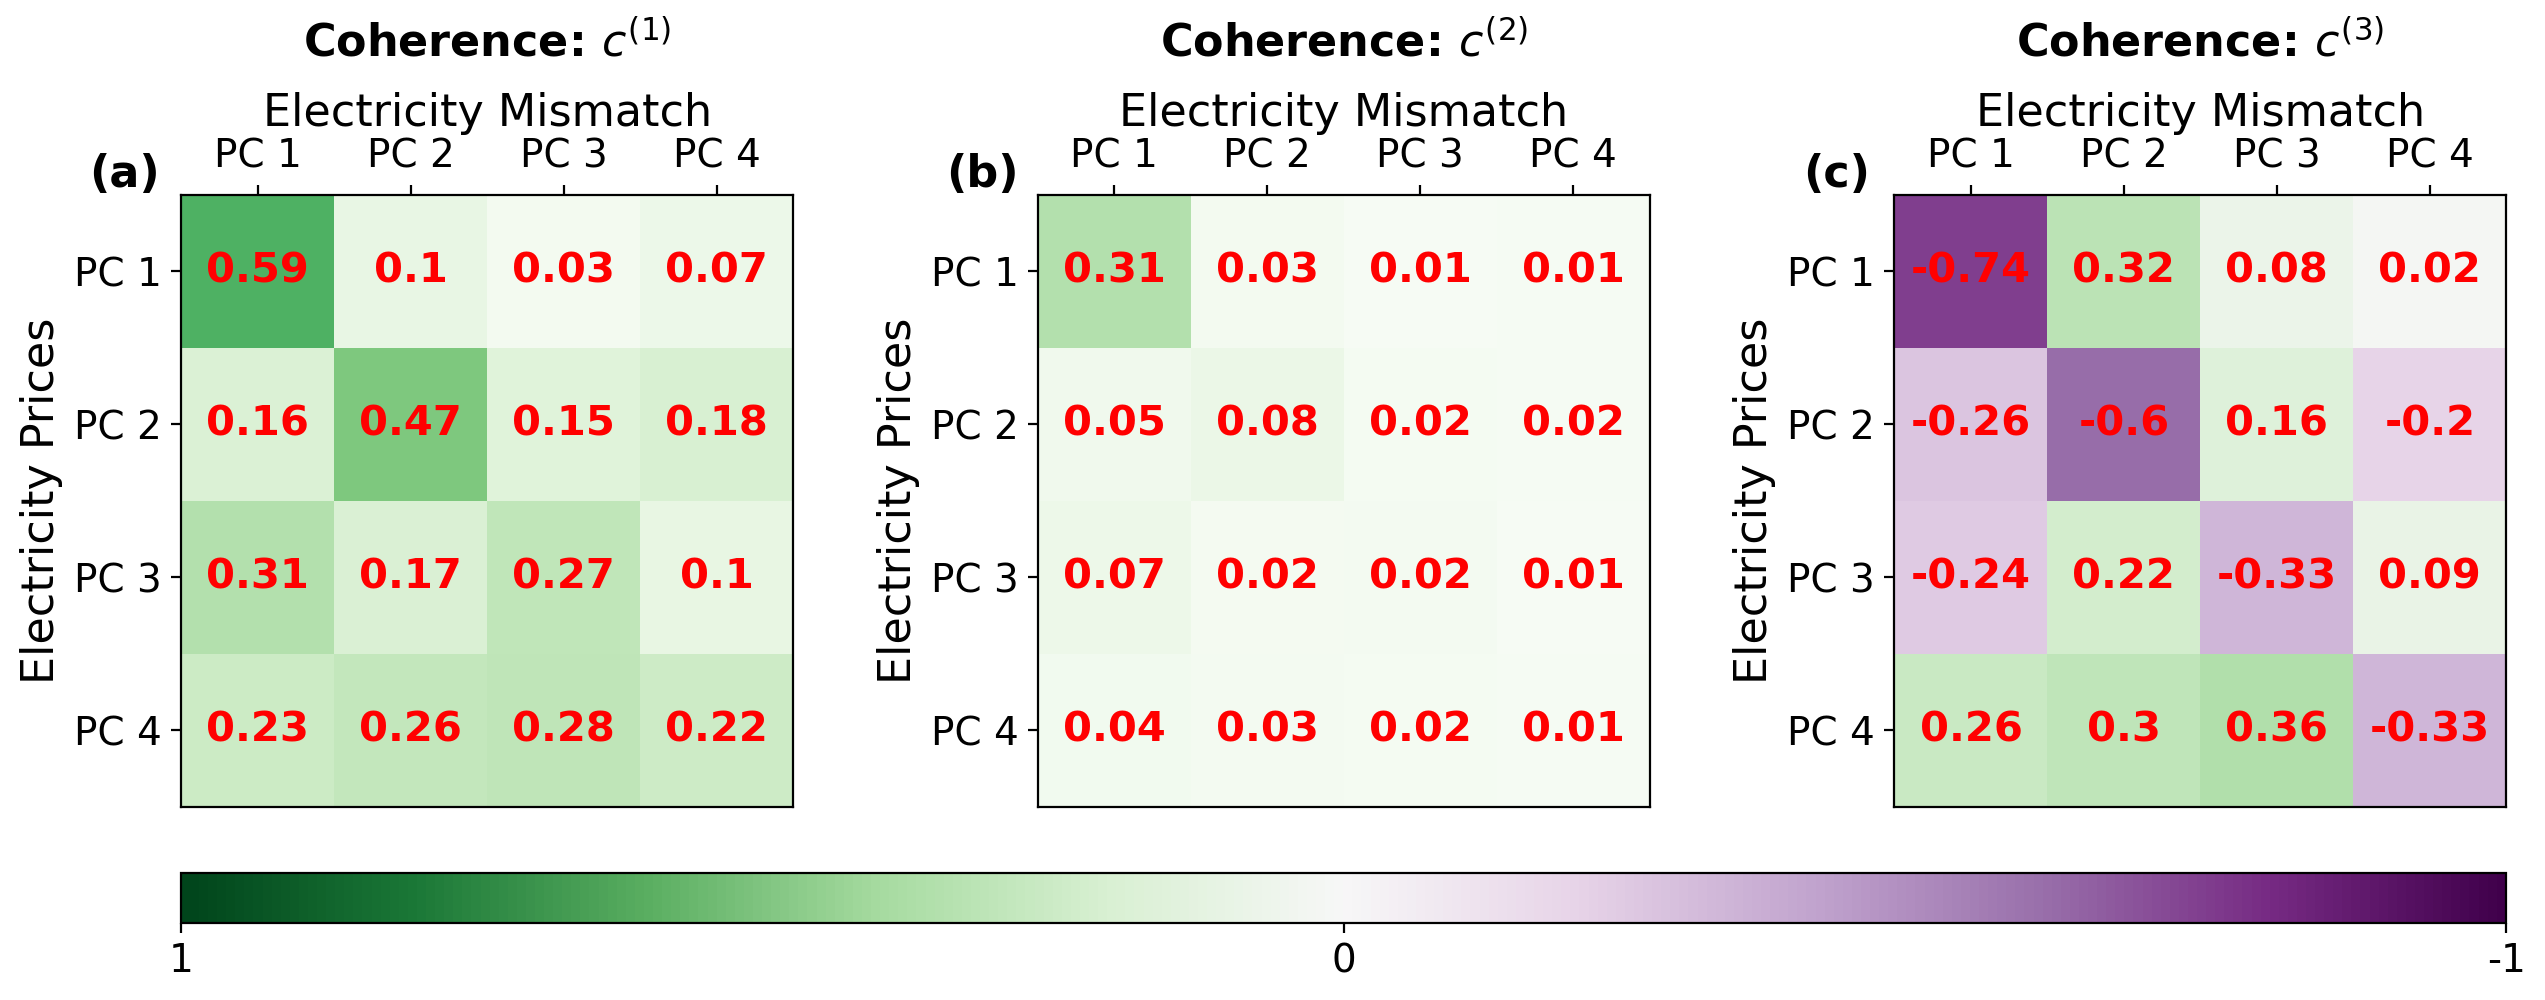 Coherence: c^(1)
Electricity Mismatch
(a) PC 1 PC 2 PC 3 PC 4
Electricity Prices
PC 1 0.59 0.1 0.03 0.07
PC 2 0.16 0.47 0.15 0.18
PC 3 0.31 0.17 0.27 0.1
PC 4 0.23 0.26 0.28 0.22
Coherence: c^(2)
Electricity Mismatch
(b) PC 1 PC 2 PC 3 PC 4
Electricity Prices
PC 1 0.31 0.03 0.01 0.01
PC 2 0.05 0.08 0.02 0.02
PC 3 0.07 0.02 0.02 0.01
PC 4 0.04 0.03 0.02 0.01
Coherence: c^(3)
Electricity Mismatch
(c) PC 1 PC 2 PC 3 PC 4
Electricity Prices
PC 1 -0.74 0.32 0.08 0.02
PC 2 -0.26 -0.6 0.16 -0.2
PC 3 -0.24 0.22 -0.33 0.09
PC 4 0.26 0.3 0.36 -0.33
1 0 -1